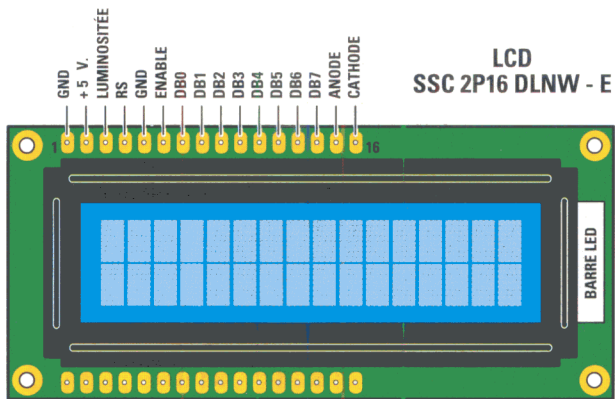 LCD
SSC 2P16 DLNW - E
GND
+5 V.
LUMINOSITÉE
RS
GND
ENABLE
DB0
DB1
DB2
DB3
DB4
DB5
DB6
DB7
ANODE
CATHODE
1
16
BARRE LED